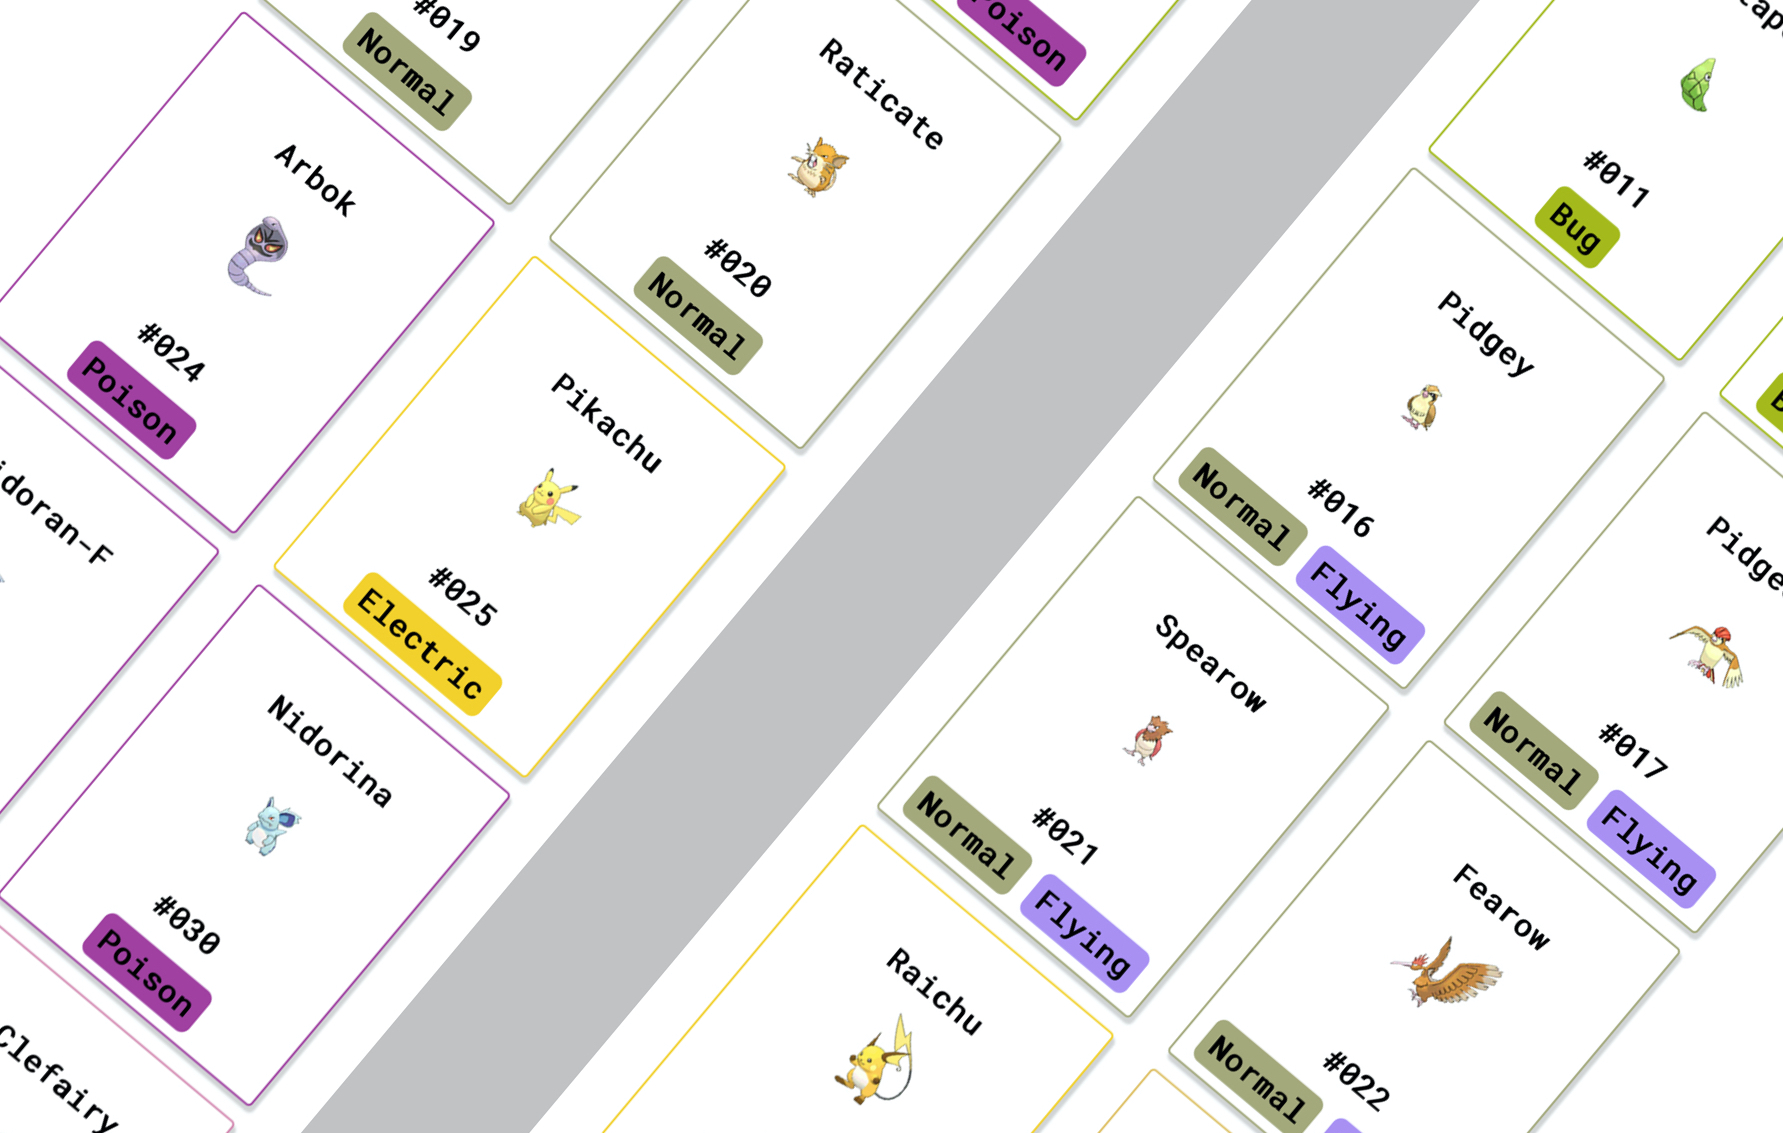 #019
Normal
Raticate
#020
Normal
Poison
Arbok
#024
Poison
Pikachu
#025
Electric
idoran-F
Nidorina
#030
Poison
Clefairy
#011
Bug
Pidgey
#016
Normal Flying
Pidge
#017
Normal Flying
Spearow
#021
Normal Flying
Fearow
#022
Normal
Raichu